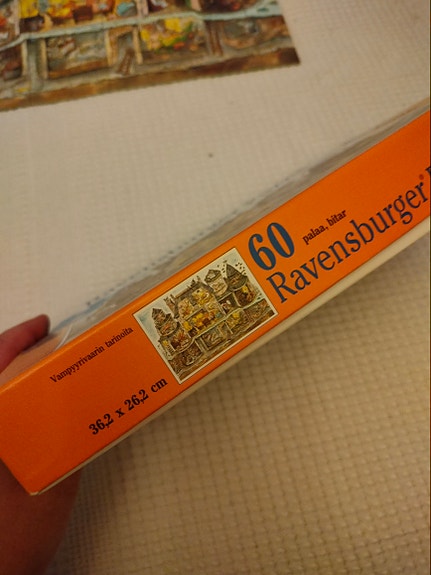 60 palaa, bitar
Ravensburger®
Vampyyrivaarin tarinoita
36,2 x 26,2 cm